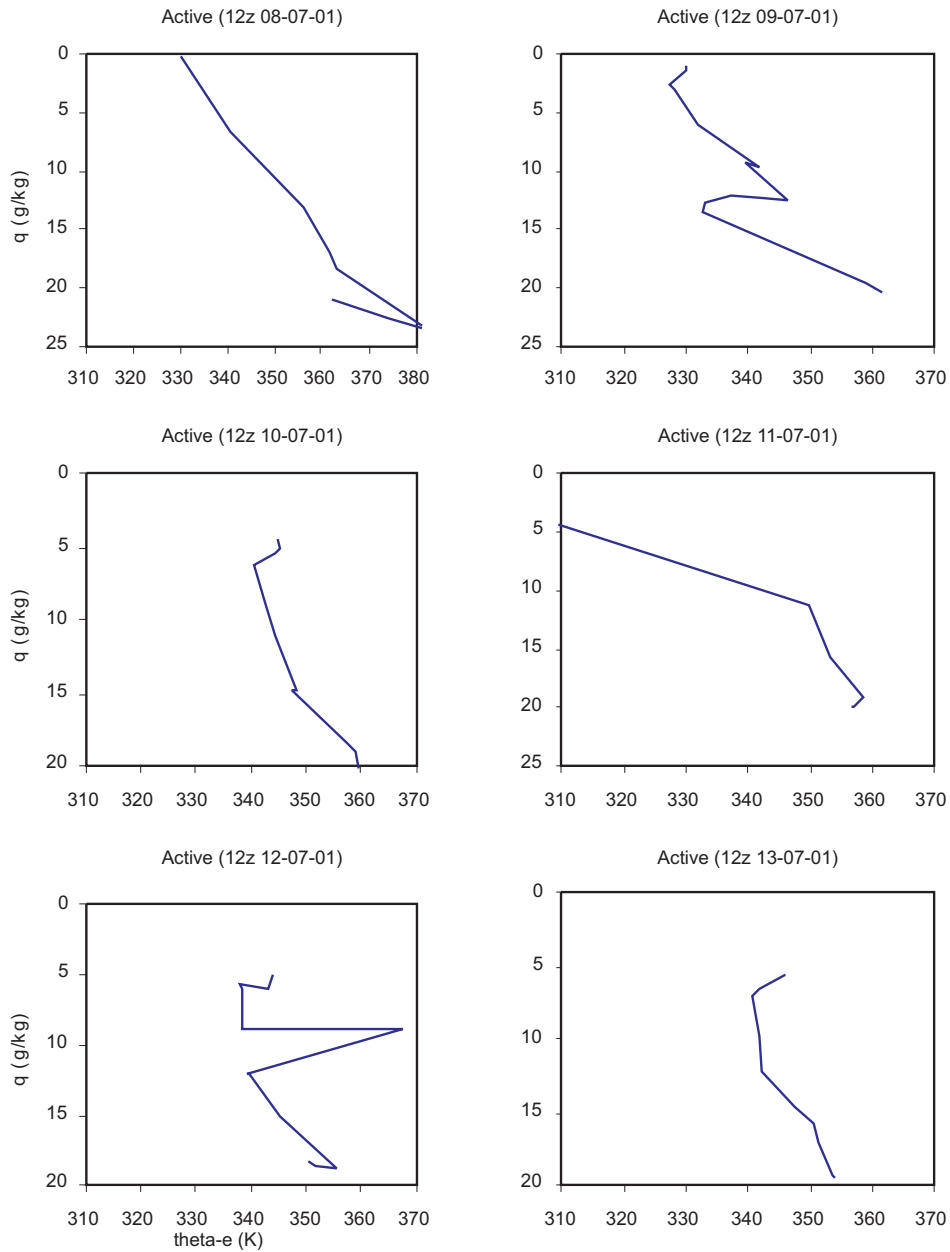 Active (12z 08-07-01)
0
5
10
15
20
25
q (g/kg)
310 320 330 340 350 360 370 380
Active (12z 09-07-01)
0
5
10
15
20
25
310 320 330 340 350 360 370
Active (12z 10-07-01)
0
5
10
15
20
q (g/kg)
310 320 330 340 350 360 370
Active (12z 11-07-01)
0
5
10
15
20
25
310 320 330 340 350 360 370
Active (12z 12-07-01)
0
5
10
15
20
q (g/kg)
310 320 330 340 350 360 370
theta-e (K)
Active (12z 13-07-01)
0
5
10
15
20
310 320 330 340 350 360 370